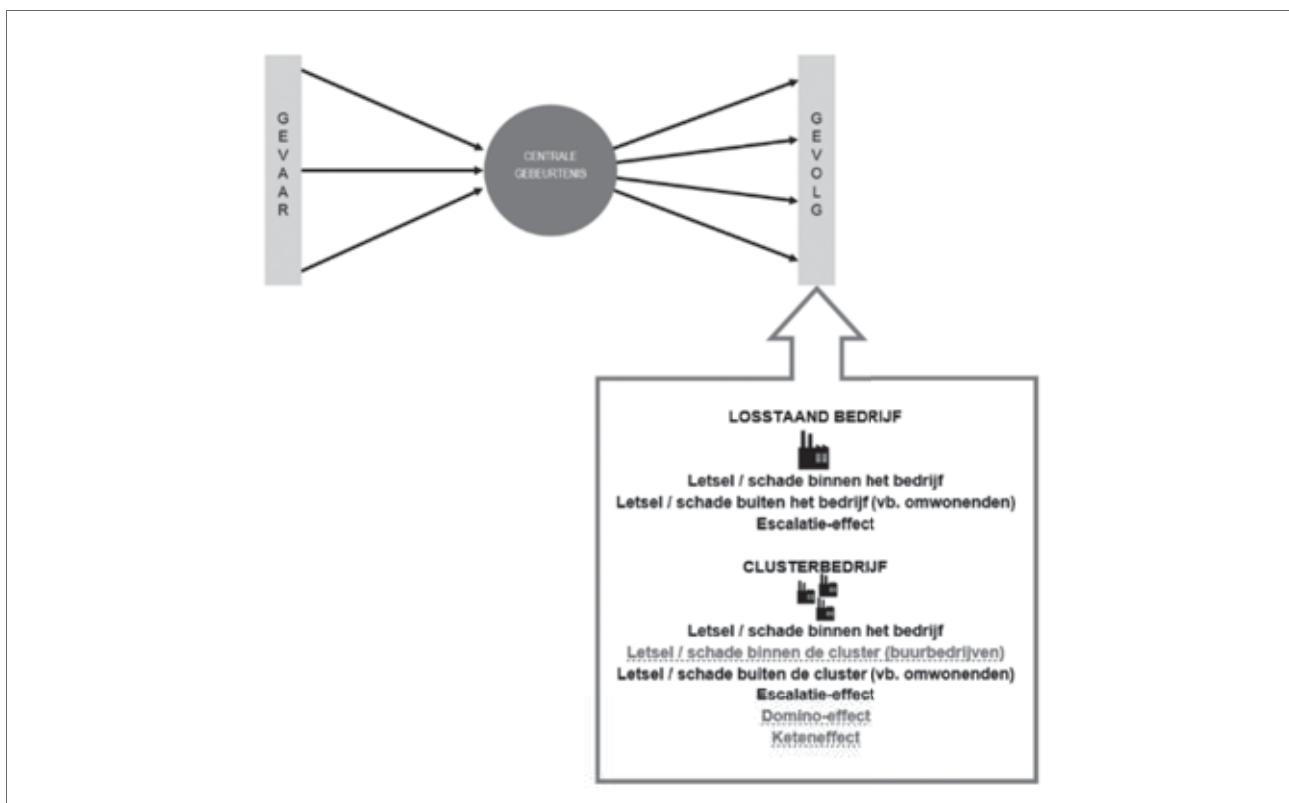 GEVAAR
CENTRALE
GEBEURTENIS
GEVOLG
LOSSTAAND BEDRIJF
Letsel / schade binnen het bedrijf
Letsel / schade buiten het bedrijf (vb. omwonenden)
Escalatie-effect
CLUSTERBEDRIJF
Letsel / schade binnen het bedrijf
Letsel / schade binnen de cluster (buurbedrijven)
Letsel / schade buiten de cluster (vb. omwonenden)
Escalatie-effect
Domino-effect
Keteneffect